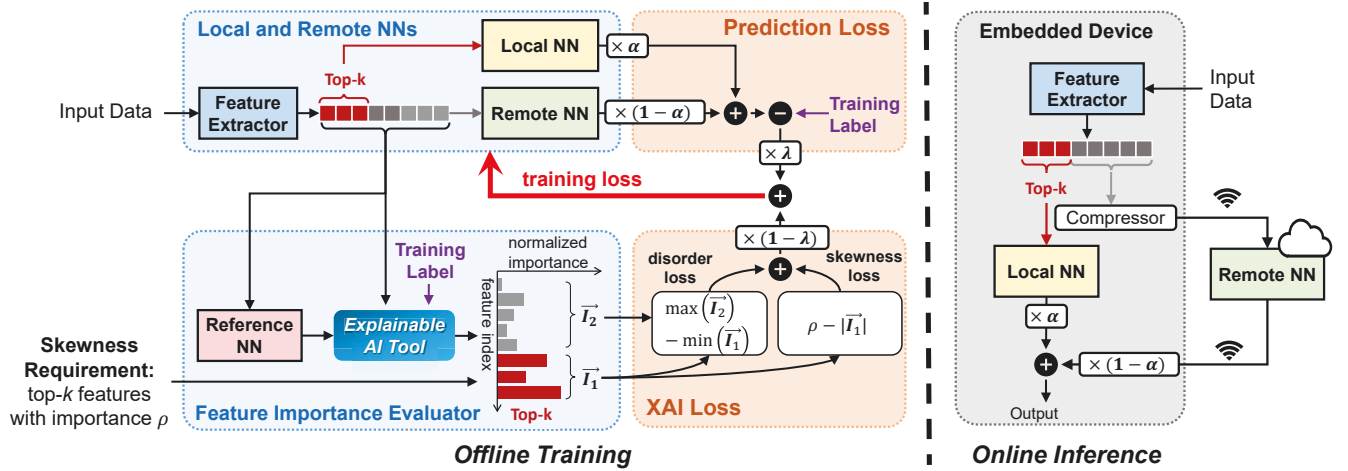 Local and Remote NNs
Prediction Loss
Local NN
× α
Top-k
Input Data
Feature
Extractor
Remote NN
× (1 − α)
+
−
Training
Label
× λ
training loss
+
× (1 − λ)
+
normalized
importance
feature index
Training
Label
Reference
NN
Explainable
AI Tool
I₂
I₁
Top-k
disorder
loss
skewness
loss
max (I₂)
− min (I₁)
ρ − |I₁|
Skewness
Requirement:
top-k features
with importance ρ
Feature Importance Evaluator
XAI Loss
Offline Training
Embedded Device
Feature
Extractor
Input
Data
Top-k
Compressor
Local NN
Remote NN
× α
+
× (1 − α)
Output
Online Inference